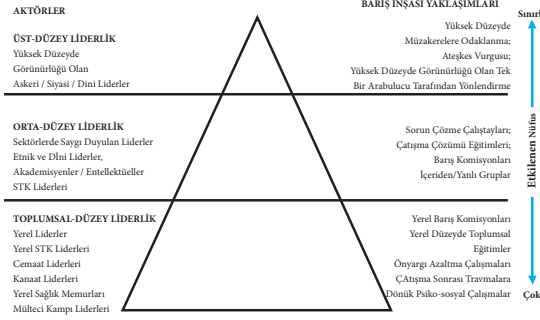 AKTÖRLER
ÜST-DÜZEY LİDERLİK
Yüksek Düzeyde
Görünürlüğü Olan
Askeri / Siyasi / Dini Liderler
ORTA-DÜZEY LİDERLİK
Sektörlerde Saygı Duyulan Liderler
Etnik ve Dİni Liderler,
Akademisyenler / Entellektüeller
STK Liderleri
TOPLUMSAL-DÜZEY LİDERLİK
Yerel Liderler
Yerel STK Liderleri
Cemaat Liderleri
Kanaat Liderleri
Yerel Sağlık Memurları
Mülteci Kampı Liderleri
BARIŞ İNŞASI YAKLAŞIMLARI
Yüksek Düzeyde
Müzakerelere Odaklanma;
Ateşkes Vurgusu;
Yüksek Düzeyde Görünürlüğü Olan Tek
Bir Arabulucu Tarafından Yönlendirme
Sorun Çözme Çalıştayları;
Çatışma Çözümü Eğitimleri;
Barış Komisyonları
İçeriden/Yanlı Gruplar
Yerel Barış Komisyonları
Yerel Düzeyde Toplumsal
Eğitimler
Önyargı Azaltma Çalışmaları
ÇAtışma Sonrası Travmalara
Dönük Psiko-sosyal Çalışmalar
Etkilenen Nüfus
Çok